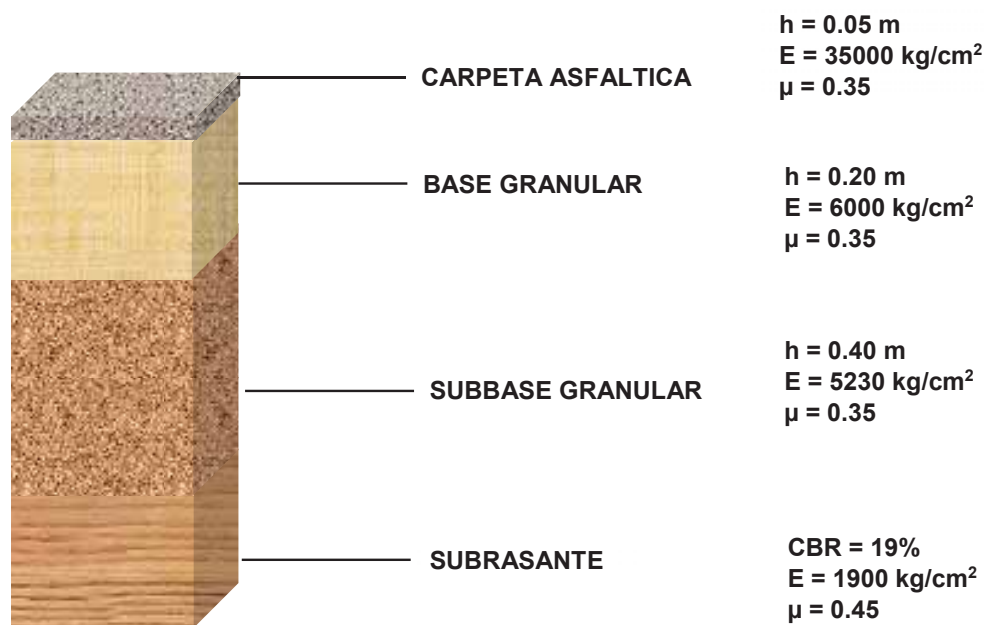 h = 0.05 m
E = 35000 kg/cm²
µ = 0.35
CARPETA ASFALTICA
BASE GRANULAR
h = 0.20 m
E = 6000 kg/cm²
µ = 0.35
SUBBASE GRANULAR
h = 0.40 m
E = 5230 kg/cm²
µ = 0.35
SUBRASANTE
CBR = 19%
E = 1900 kg/cm²
µ = 0.45